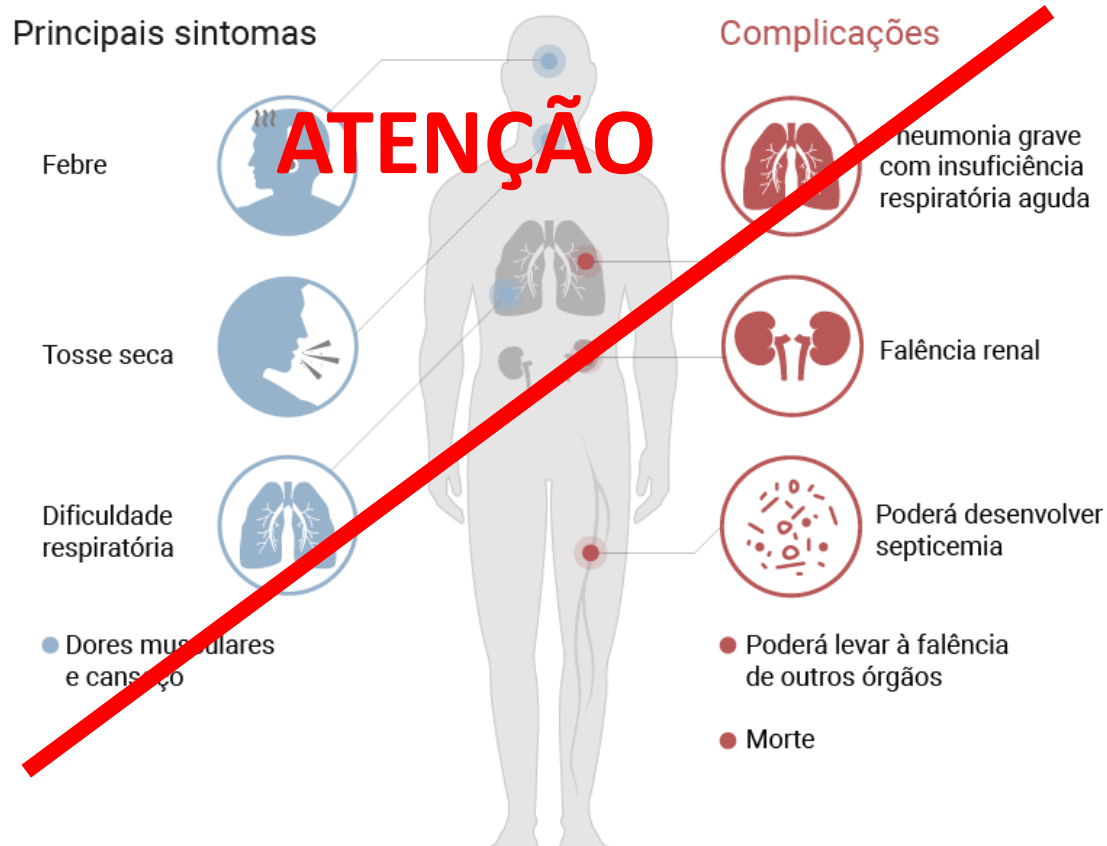 Principais sintomas
Complicações
ATENÇÃO
Febre
Pneumonia grave
com insuficiência
respiratória aguda
Tosse seca
Falência renal
Dificuldade
respiratória
Poderá desenvolver
septicemia
Dores musculares
e cansaço
Poderá levar à falência
de outros órgãos
Morte